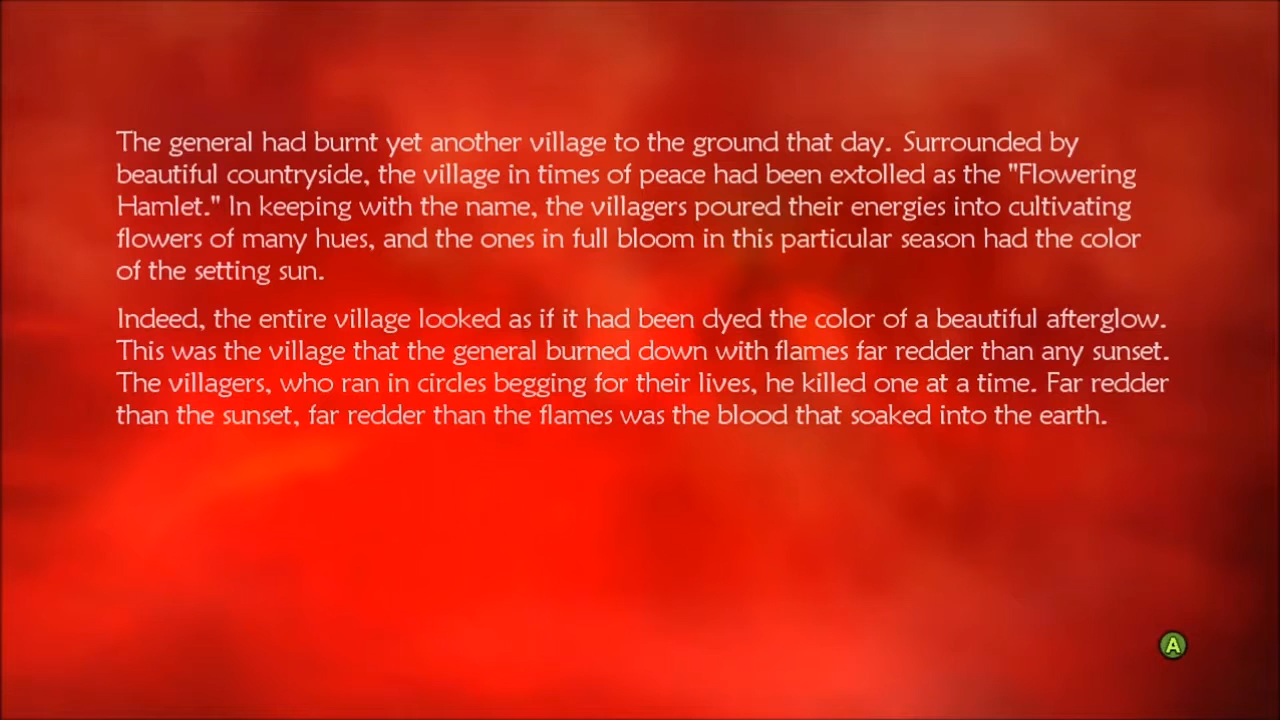 The general had burnt yet another village to the ground that day. Surrounded by
beautiful countryside, the village in times of peace had been extolled as the "Flowering
Hamlet." In keeping with the name, the villagers poured their energies into cultivating
flowers of many hues, and the ones in full bloom in this particular season had the color
of the setting sun.
Indeed, the entire village looked as if it had been dyed the color of a beautiful afterglow.
This was the village that the general burned down with flames far redder than any sunset.
The villagers, who ran in circles begging for their lives, he killed one at a time. Far redder
than the sunset, far redder than the flames was the blood that soaked into the earth.
A